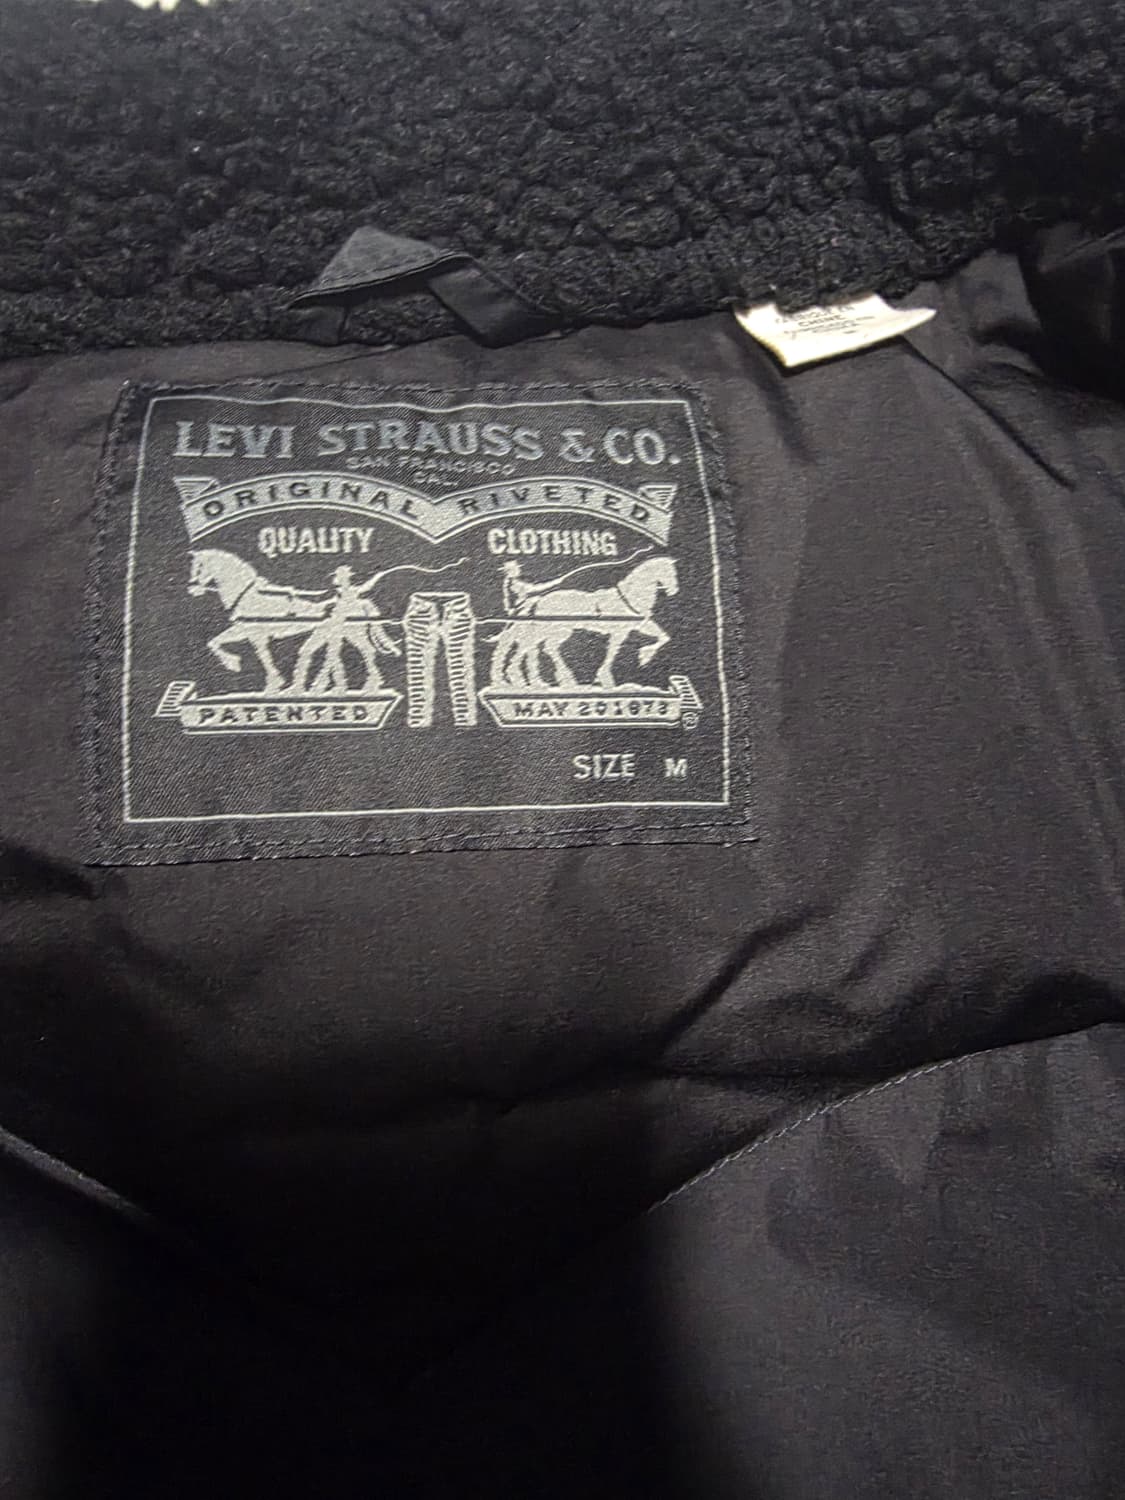 LEVI STRAUSS & CO.
SAN FRANCISCO
CAL.
ORIGINAL RIVETED
QUALITY CLOTHING
PATENTED MAY 20 1873
®
SIZE M